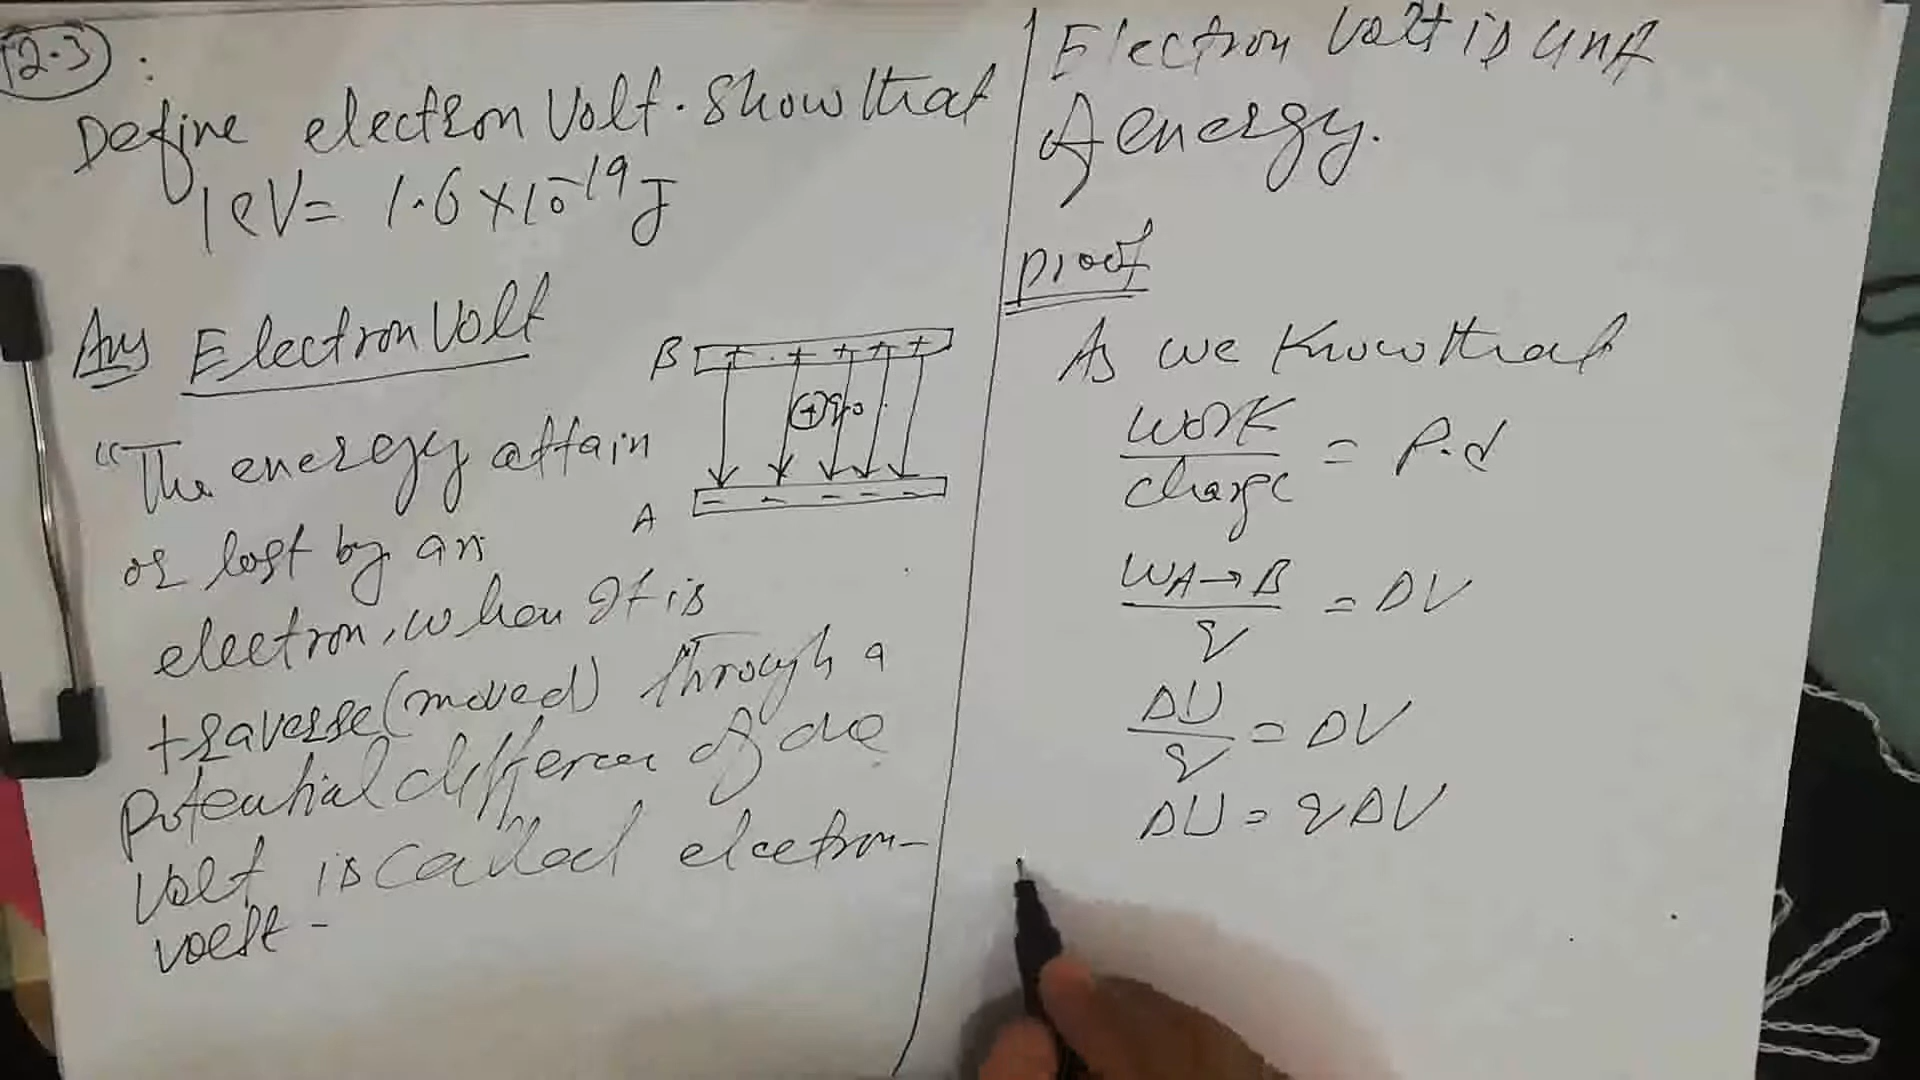 12.3 :
Define electron Volt. Show that
1eV = 1.6 × 10⁻¹⁹ J
Ans Electron Volt
"The energy attain
or lost by an
electron, when It is
traverse (moved) through a
Potential difference of one
Volt is called electron-
volt -
B + + + + +
+q₀
A - - - - -
Electron Volt is unit
of energy.
Proof
As we Know that
Work / charge = P.d
W A→B / q = ΔV
ΔU / q = ΔV
ΔU = qΔV